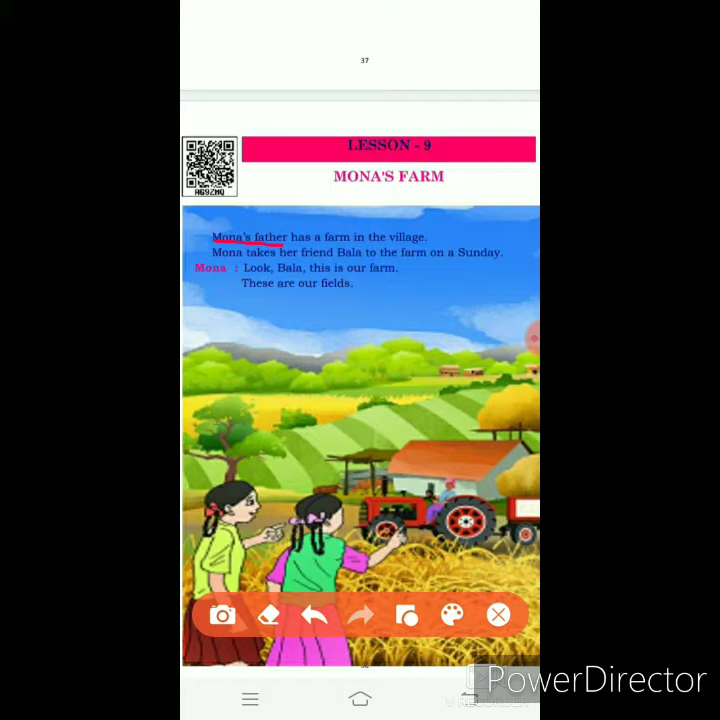 37
LESSON - 9
AG9ZMQ
MONA'S FARM
Mona's father has a farm in the village.
Mona takes her friend Bala to the farm on a Sunday.
Mona : Look, Bala, this is our farm.
These are our fields.
PowerDirector